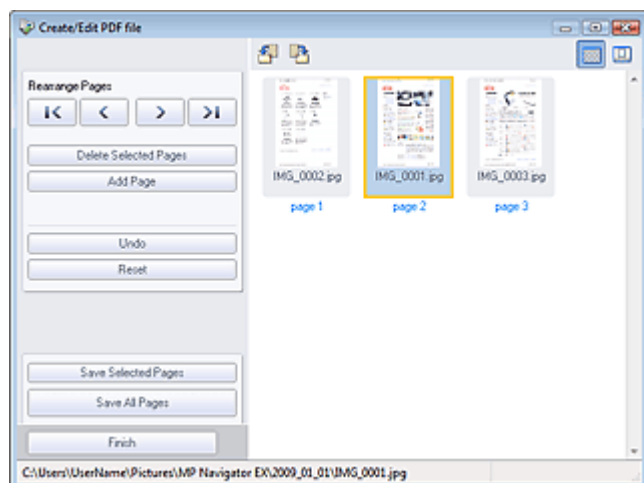 Create/Edit PDF file
Rearrange Pages
Delete Selected Pages
Add Page
Undo
Reset
Save Selected Pages
Save All Pages
Finish
IMG_0002.jpg
IMG_0001.jpg
IMG_0003.jpg
page 1
page 2
page 3
C:\Users\UserName\Pictures\MP Navigator EX\2009_01_01\IMG_0001.jpg